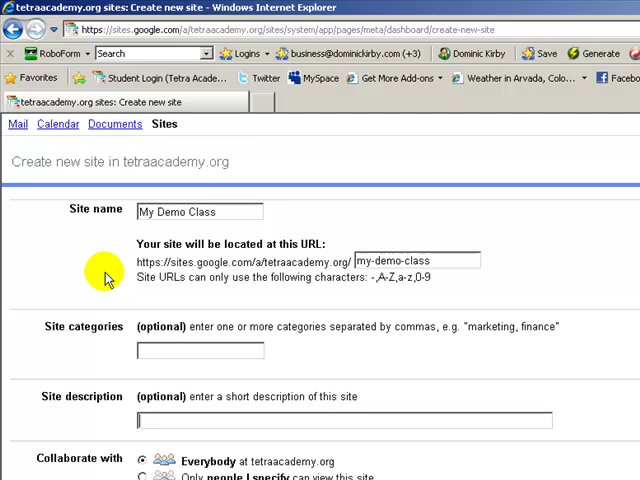 tetraacademy.org sites: Create new site - Windows Internet Explorer
https://sites.google.com/a/tetraacademy.org/sites/system/app/pages/meta/dashboard/create-new-site
RoboForm Search Logins business@dominickirby.com (+3) Dominic Kirby Save Generate
Favorites Student Login (Tetra Acade... Twitter MySpace Get More Add-ons Weather in Arvada, Colo... Faceb
tetraacademy.org sites: Create new site
Mail Calendar Documents Sites
Create new site in tetraacademy.org
Site name My Demo Class
Your site will be located at this URL:
https://sites.google.com/a/tetraacademy.org/ my-demo-class
Site URLs can only use the following characters: -,A-Z,a-z,0-9
Site categories (optional) enter one or more categories separated by commas, e.g. "marketing, finance"
Site description (optional) enter a short description of this site
Collaborate with Everybody at tetraacademy.org
Only people I specify can view this site